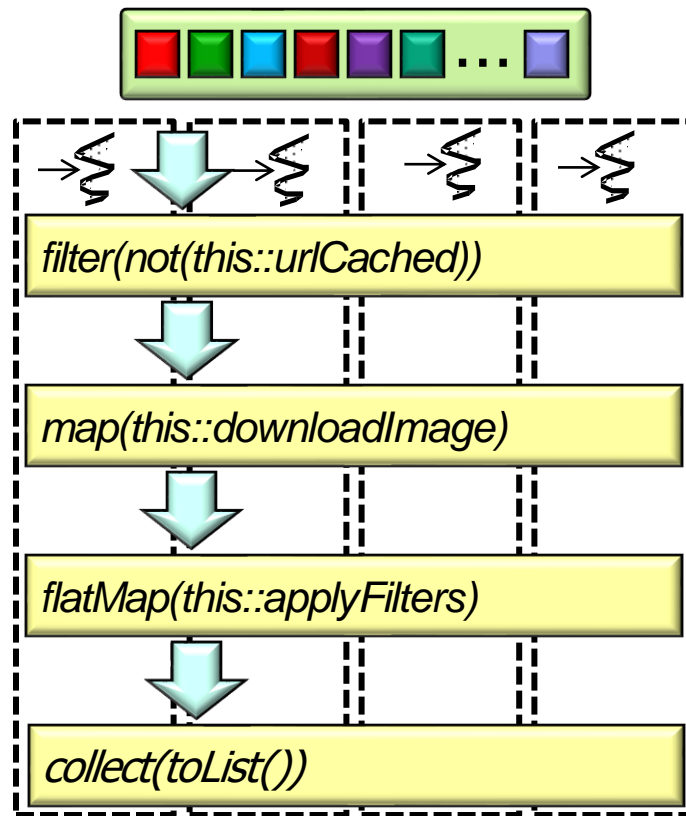 ...
filter(not(this::urlCached))
map(this::downloadImage)
flatMap(this::applyFilters)
collect(toList())